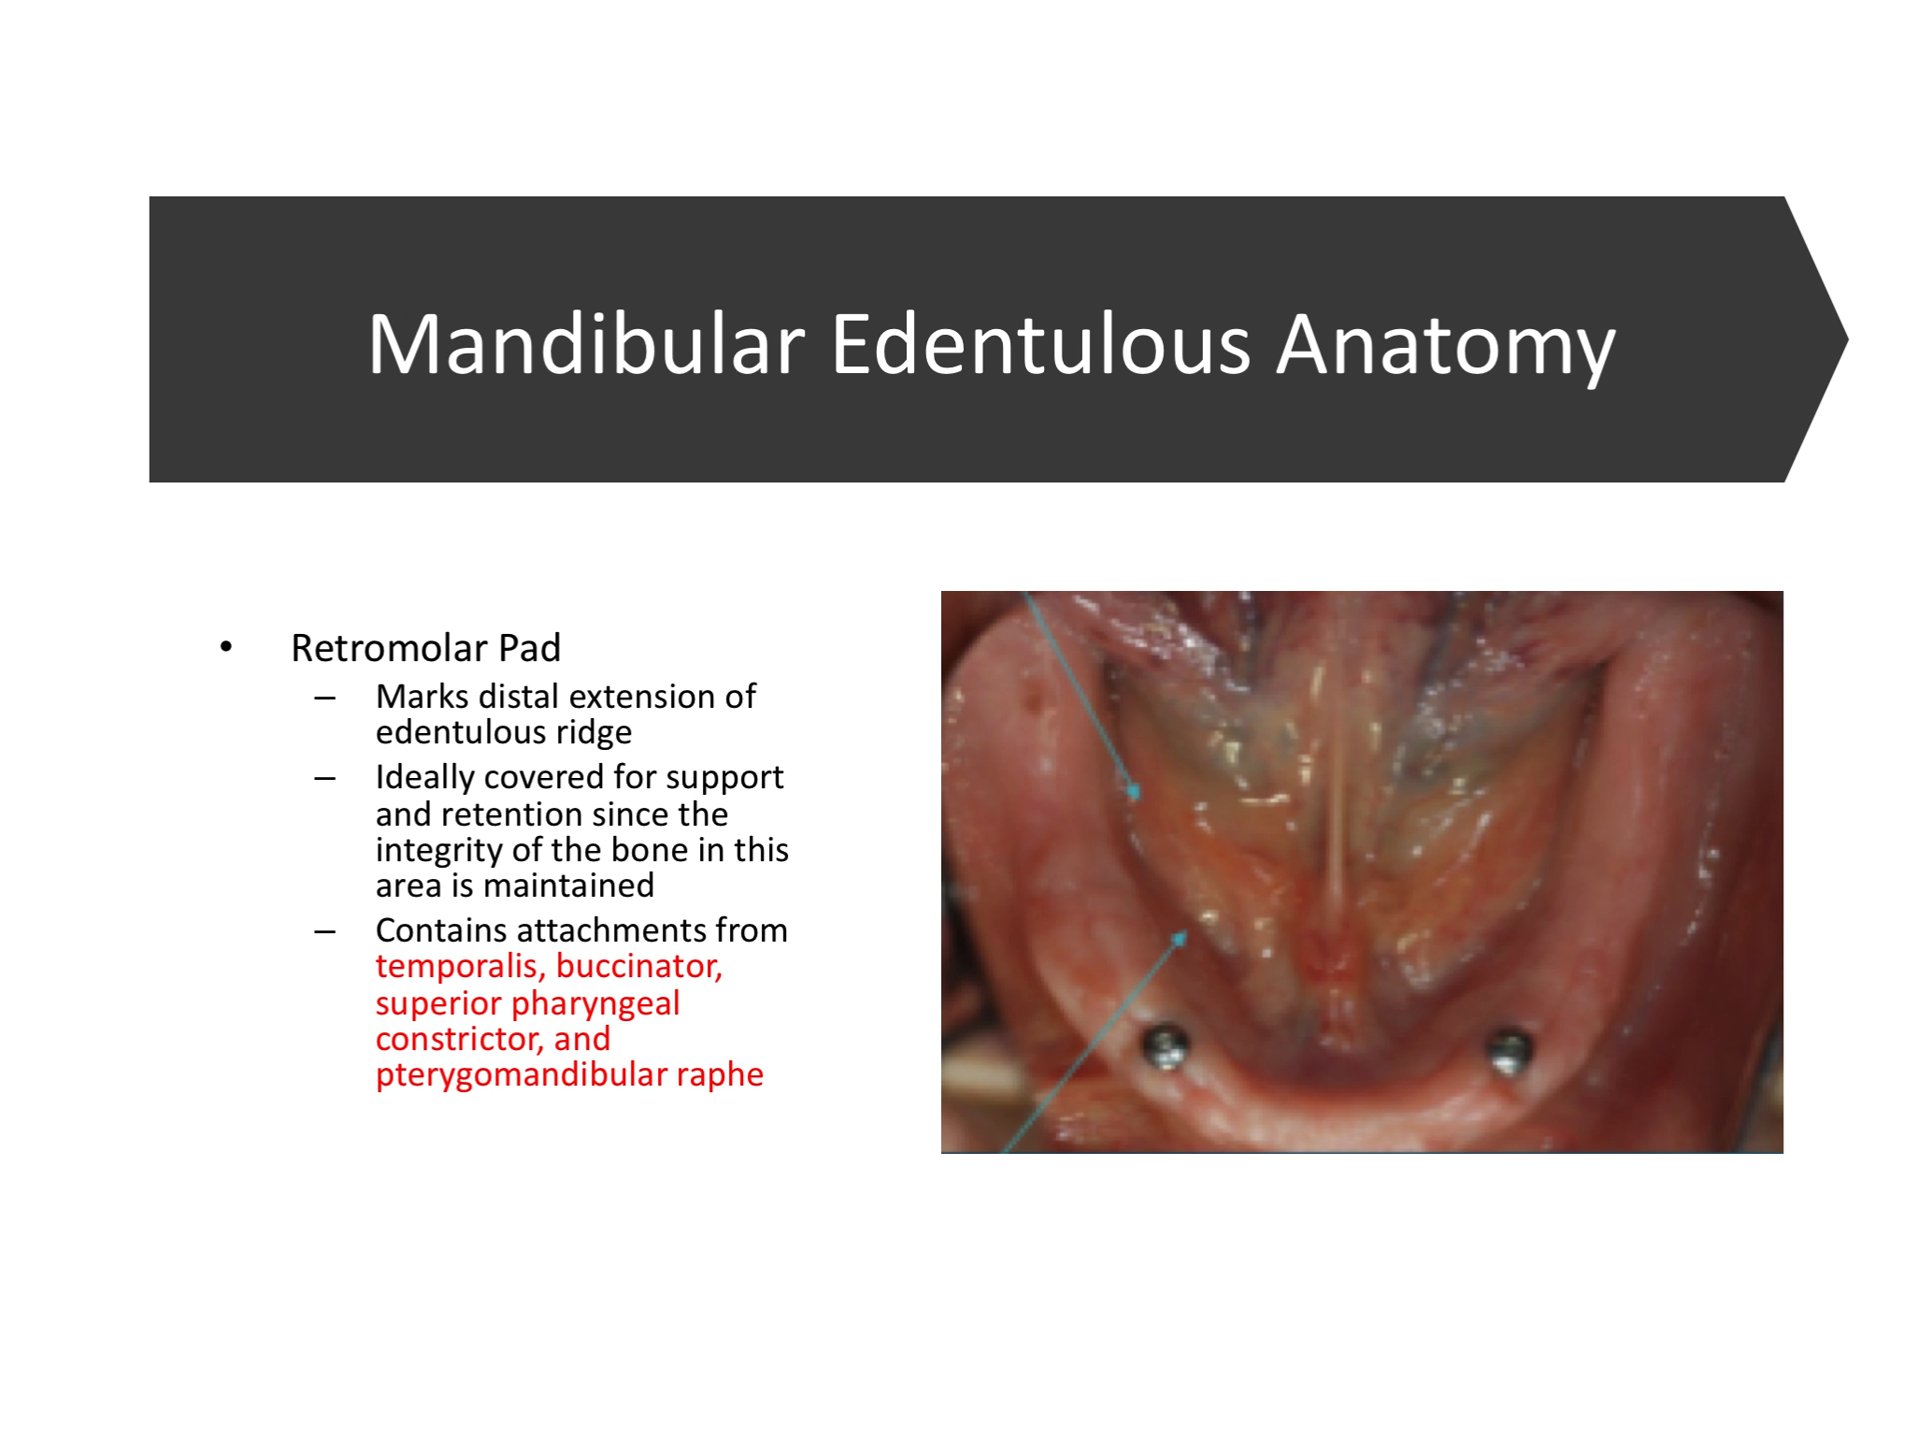 Mandibular Edentulous Anatomy
• Retromolar Pad
– Marks distal extension of
edentulous ridge
– Ideally covered for support
and retention since the
integrity of the bone in this
area is maintained
– Contains attachments from
temporalis, buccinator,
superior pharyngeal
constrictor, and
pterygomandibular raphe